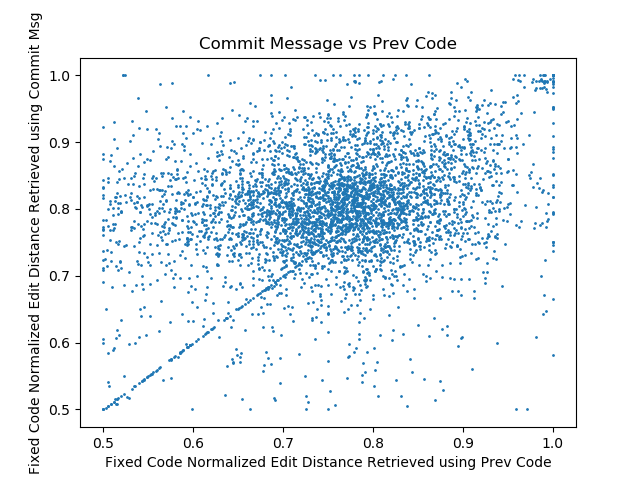 Commit Message vs Prev Code
Fixed Code Normalized Edit Distance Retrieved using Commit Msg
1.0
0.9
0.8
0.7
0.6
0.5
0.5 0.6 0.7 0.8 0.9 1.0
Fixed Code Normalized Edit Distance Retrieved using Prev Code